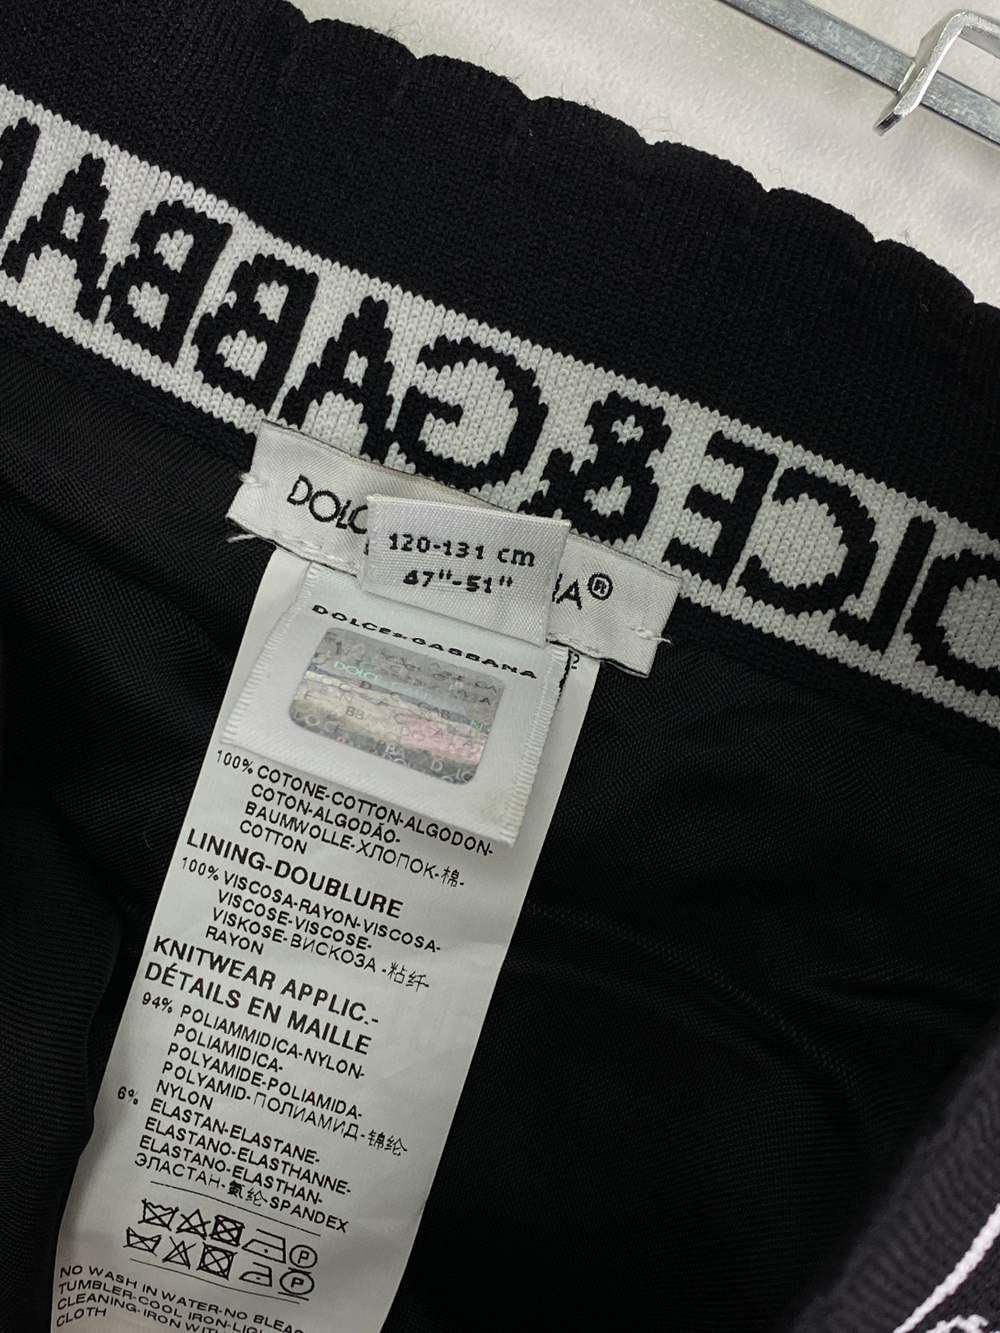 DOLCE&GABBA
DOLC BA®
120-131 cm
47"-51"
DOLCE&GABBANA
100% COTONE-COTTON-ALGODON-
COTON-ALGODÃO-
BAUMWOLLE-ХЛОПОК-棉-
COTTON
LINING-DOUBLURE
100% VISCOSA-RAYON-VISCOSA-
VISCOSE-VISCOSE-
VISKOSE-ВИСКОЗА -粘纤-
RAYON
KNITWEAR APPLIC.-
DÉTAILS EN MAILLE
94% POLIAMMIDICA-NYLON-
POLIAMIDICA-
POLYAMIDE-POLIAMIDA-
POLYAMID-ПОЛИАМИД-锦纶-
NYLON
6% ELASTAN-ELASTANE-
ELASTANO-ELASTHANNE-
ELASTANO-ELASTHAN-
ЭЛАСТАН-氨纶-SPANDEX
P
P
NO WASH IN WATER-NO BLEAC
TUMBLER-COOL IRON-LIG
CLEANING-IRON WITH
CLOTH